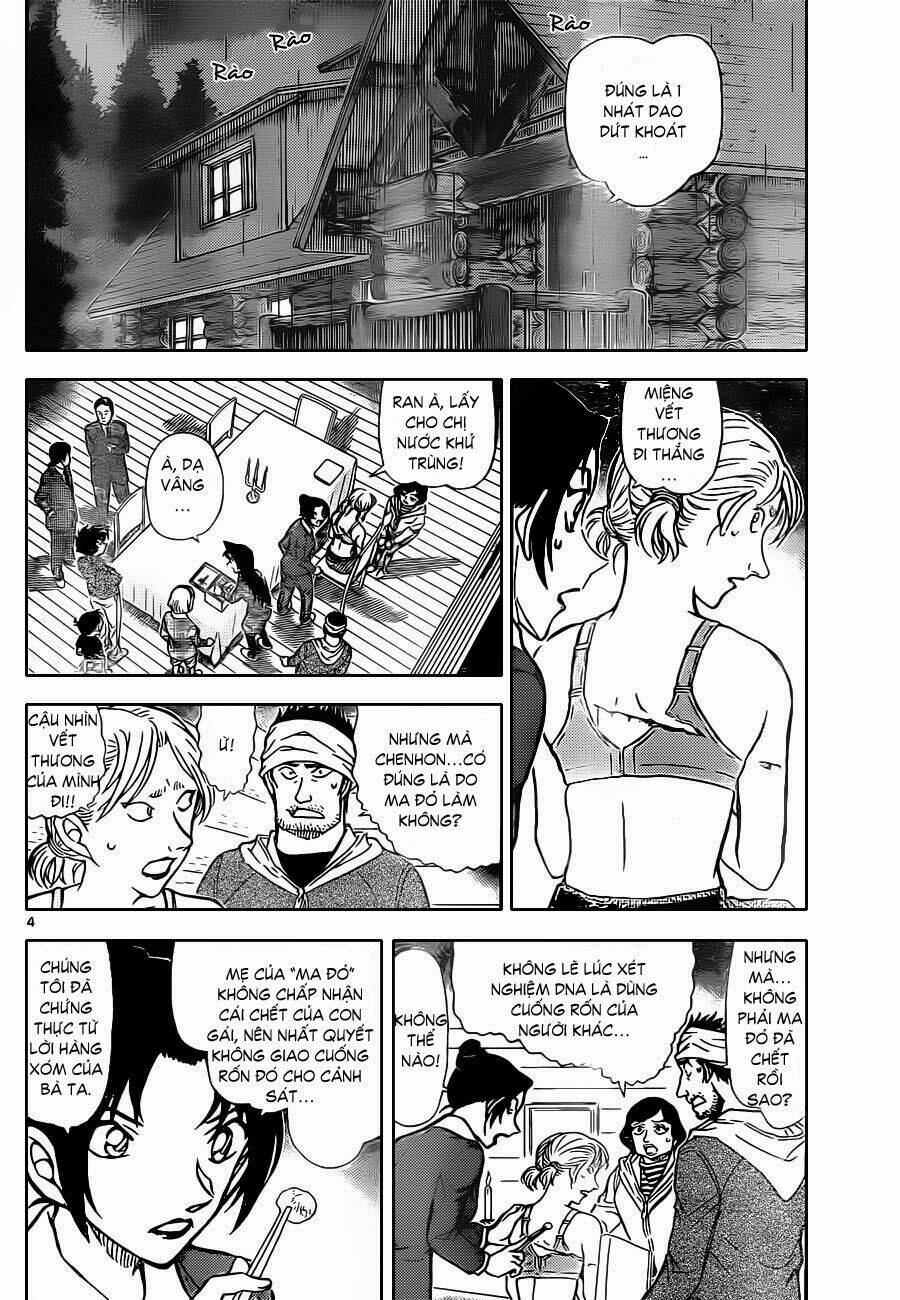 Rào
Rào
Rào
ĐÚNG LÀ 1
NHÁT DAO
DỨT KHOÁT
...
MIỆNG
VẾT
THƯƠNG
ĐI THẲNG
...
RAN À, LẤY
CHO CHỊ
NƯỚC KHỬ
TRÙNG!
À, DẠ
VÂNG
...
NHƯNG MÀ
CHENHON...CÓ
ĐÚNG LÀ DO
MA ĐỎ LÀM
KHÔNG?
Ừ!
CẬU NHÌN
VẾT
THƯƠNG
CỦA MÌNH
ĐI!!
4
NHƯNG
MÀ...
KHÔNG
PHẢI MA
ĐỎ ĐÃ
CHẾT
RỒI
SAO?
KHÔNG LẼ LÚC XÉT
NGHIỆM DNA LÀ DÙNG
CUỐNG RỐN CỦA
NGƯỜI KHÁC...
KHÔNG
THỂ
NÀO!
MẸ CỦA "MA ĐỎ"
KHÔNG CHẤP NHẬN
CÁI CHẾT CỦA CON
GÁI, NÊN NHẤT QUYẾT
KHÔNG GIAO CUỐNG
RỐN ĐÓ CHO CẢNH
SÁT...
CHÚNG
TÔI ĐÃ
CHỨNG
THỰC TỪ
LỜI HÀNG
XÓM CỦA
BÀ TA.